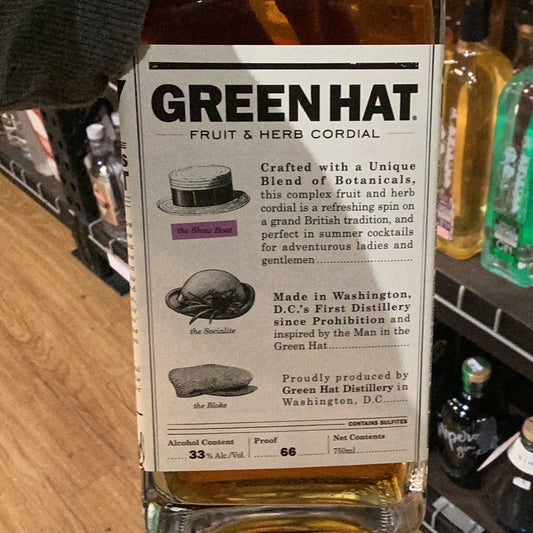 GREEN HAT®
FRUIT & HERB CORDIAL
Crafted with a Unique
Blend of Botanicals,
this complex fruit and herb
cordial is a refreshing spin on
a grand British tradition, and
perfect in summer cocktails
for adventurous ladies and
gentlemen
the Show Boat
Made in Washington,
D.C.'s First Distillery
since Prohibition and
inspired by the Man in the
Green Hat
the Socialite
Proudly produced by
Green Hat Distillery in
Washington, D.C.
the Bloke
CONTAINS SULFITES
Alcohol Content
33% Alc./Vol.
Proof
66
Net Contents
750ml